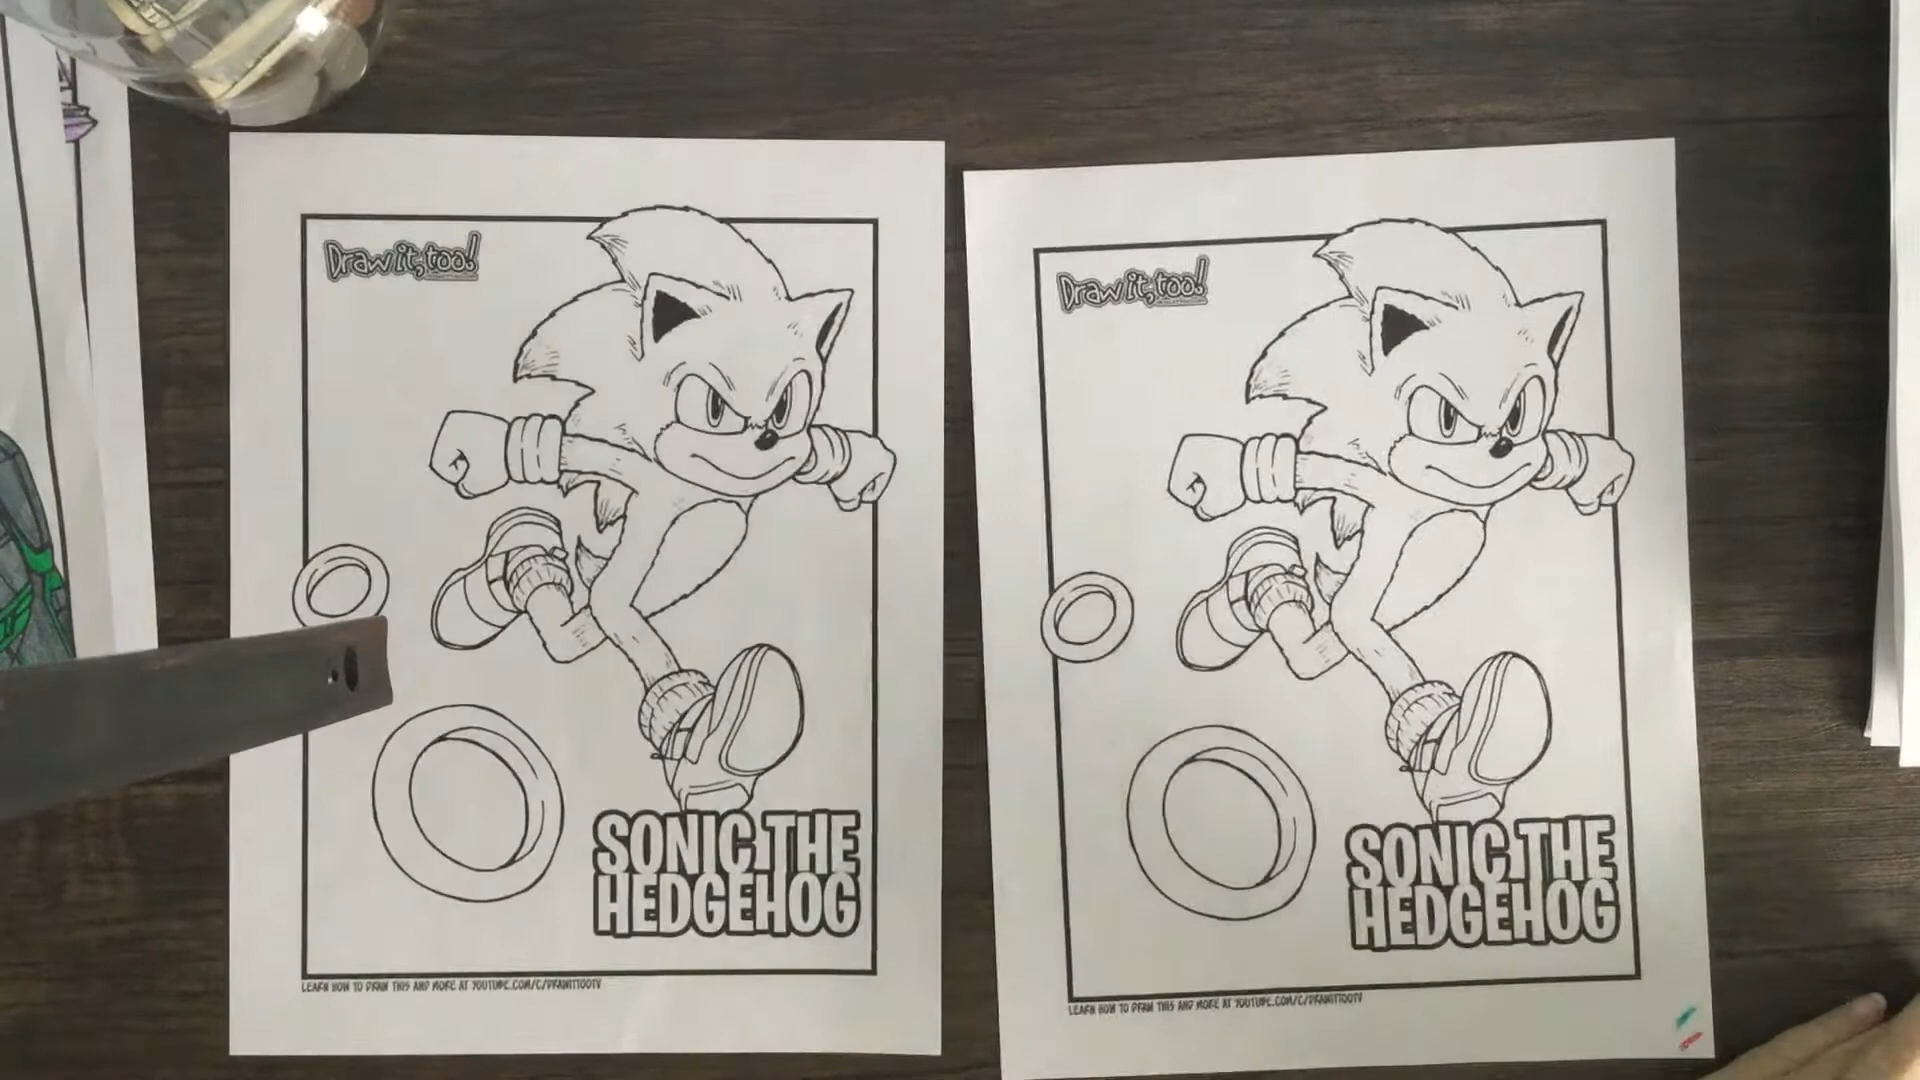 Draw it, too!
SONIC THE
HEDGEHOG
LEARN HOW TO DRAW THIS AND MORE AT YOUTUBE.COM/C/DRAWITTOOTV
Draw it, too!
SONIC THE
HEDGEHOG
LEARN HOW TO DRAW THIS AND MORE AT YOUTUBE.COM/C/DRAWITTOOTV